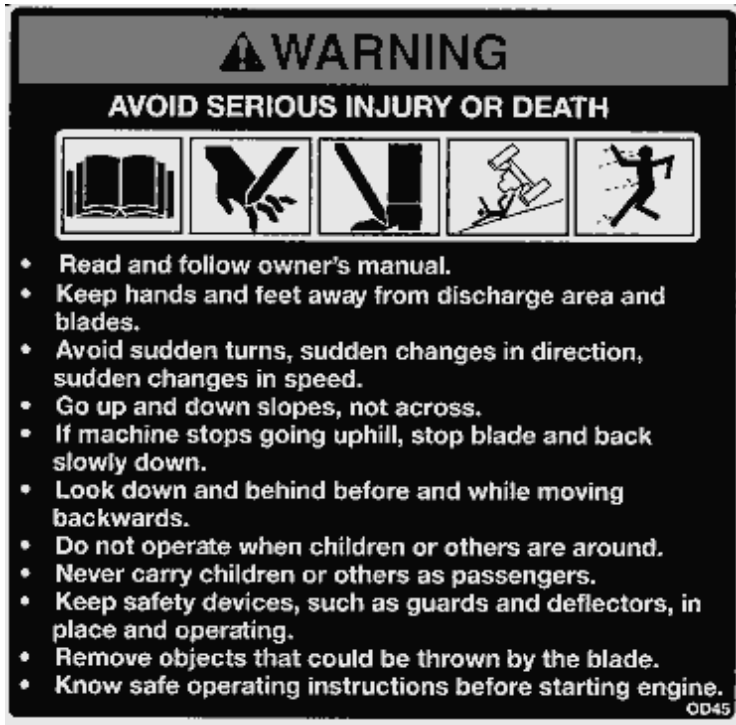 WARNING
AVOID SERIOUS INJURY OR DEATH
• Read and follow owner's manual.
• Keep hands and feet away from discharge area and
blades.
• Avoid sudden turns, sudden changes in direction,
sudden changes in speed.
• Go up and down slopes, not across.
• If machine stops going uphill, stop blade and back
slowly down.
• Look down and behind before and while moving
backwards.
• Do not operate when children or others are around.
• Never carry children or others as passengers.
• Keep safety devices, such as guards and deflectors, in
place and operating.
• Remove objects that could be thrown by the blade.
• Know safe operating instructions before starting engine.
OD45